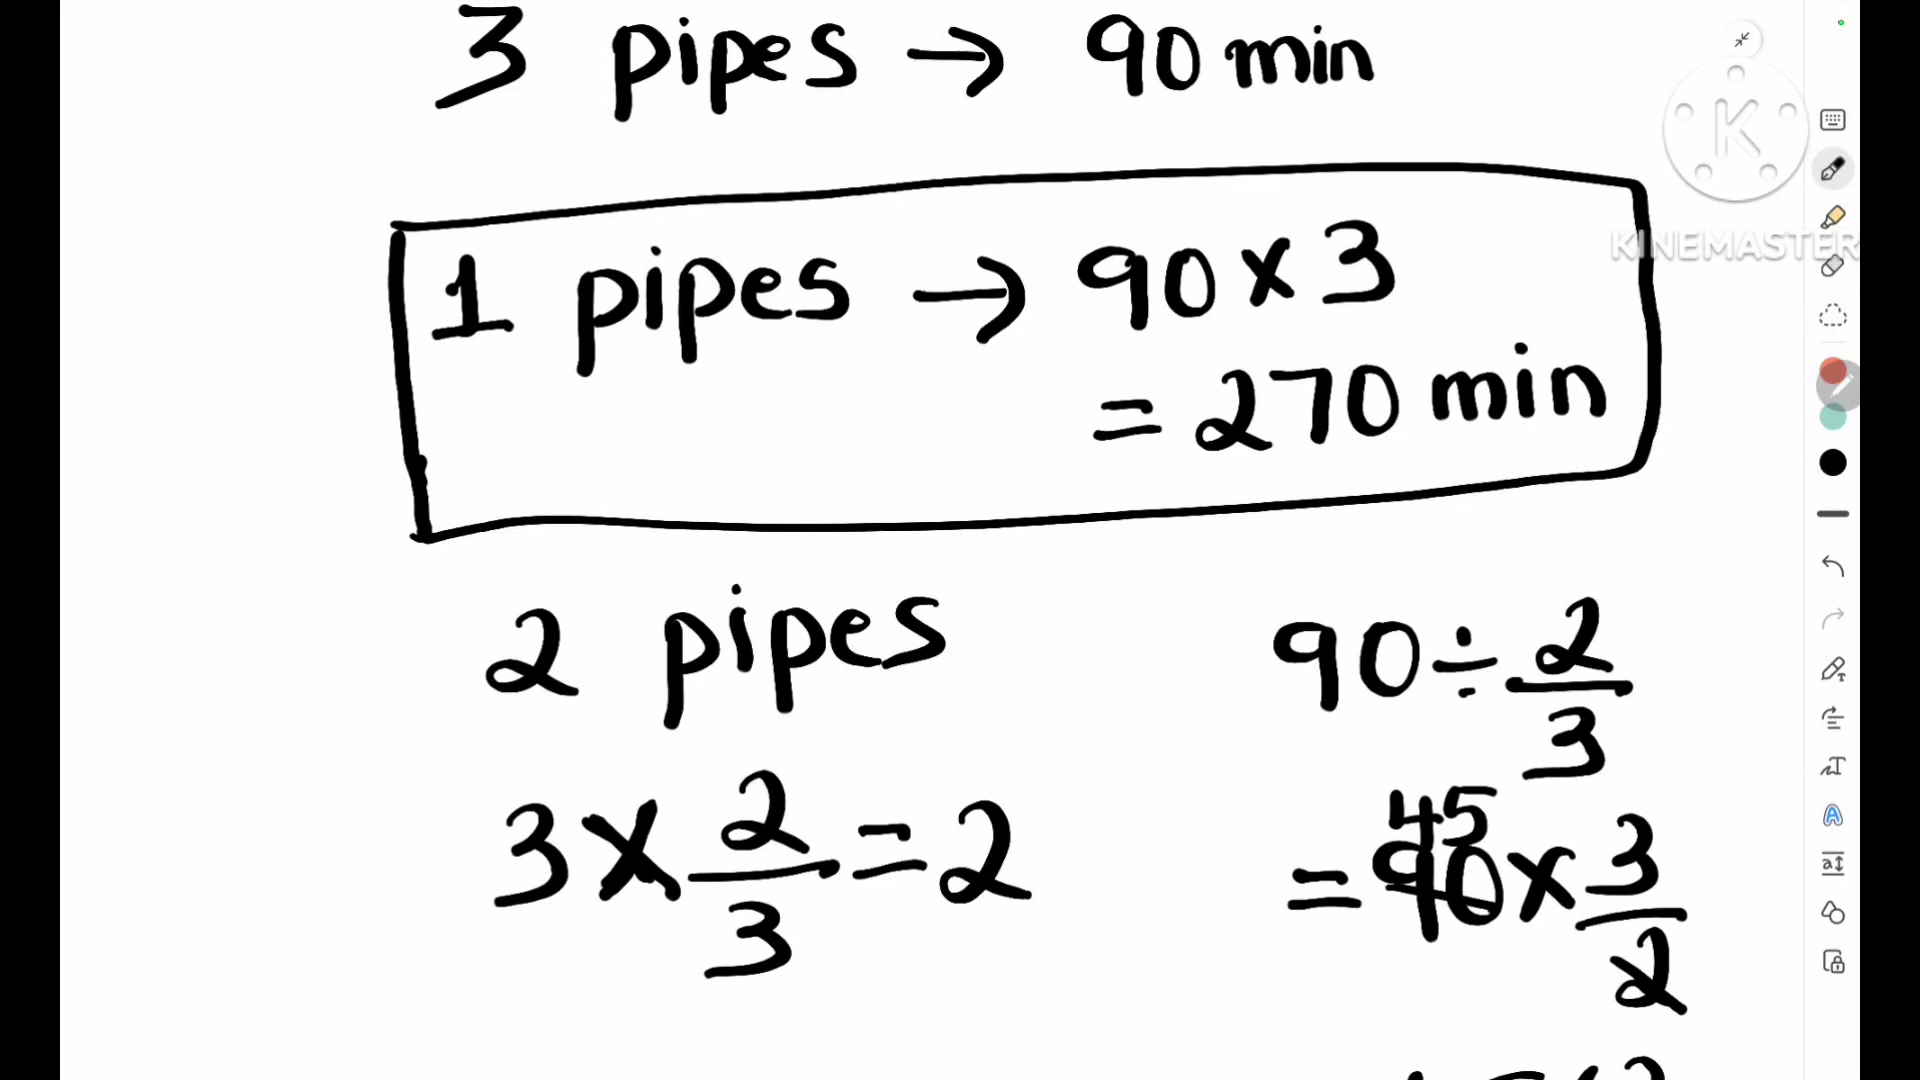 3 pipes → 90 min
K
KINEMASTER
1 pipes → 90 x 3
= 270 min
2 pipes
90 ÷ 2/3
3 x 2/3 = 2
45
= 90 x 3/2